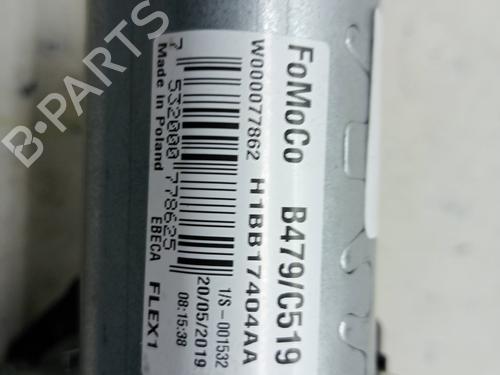 FoMoCo B479/C519
W000077862 H1BB17404AA
1/S - 001532
20/05/2019
08:15:38
7 532000 778625
Made in Poland EBECA FLEX1
B-PARTS